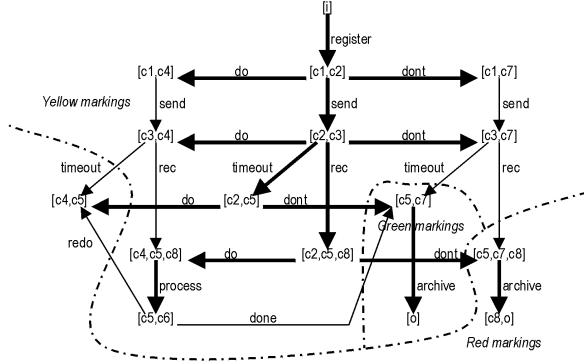 [i]
register
[c1,c4] do [c1,c2] dont [c1,c7]
Yellow markings send send send
[c3,c4] do [c2,c3] dont [c3,c7]
timeout rec timeout rec timeout rec
[c4,c5] do [c2,c5] dont [c5,c7]
Green markings
redo
[c4,c5,c8] do [c2,c5,c8] dont [c5,c7,c8]
process archive archive
[c5,c6] done [o] [c8,o]
Red markings